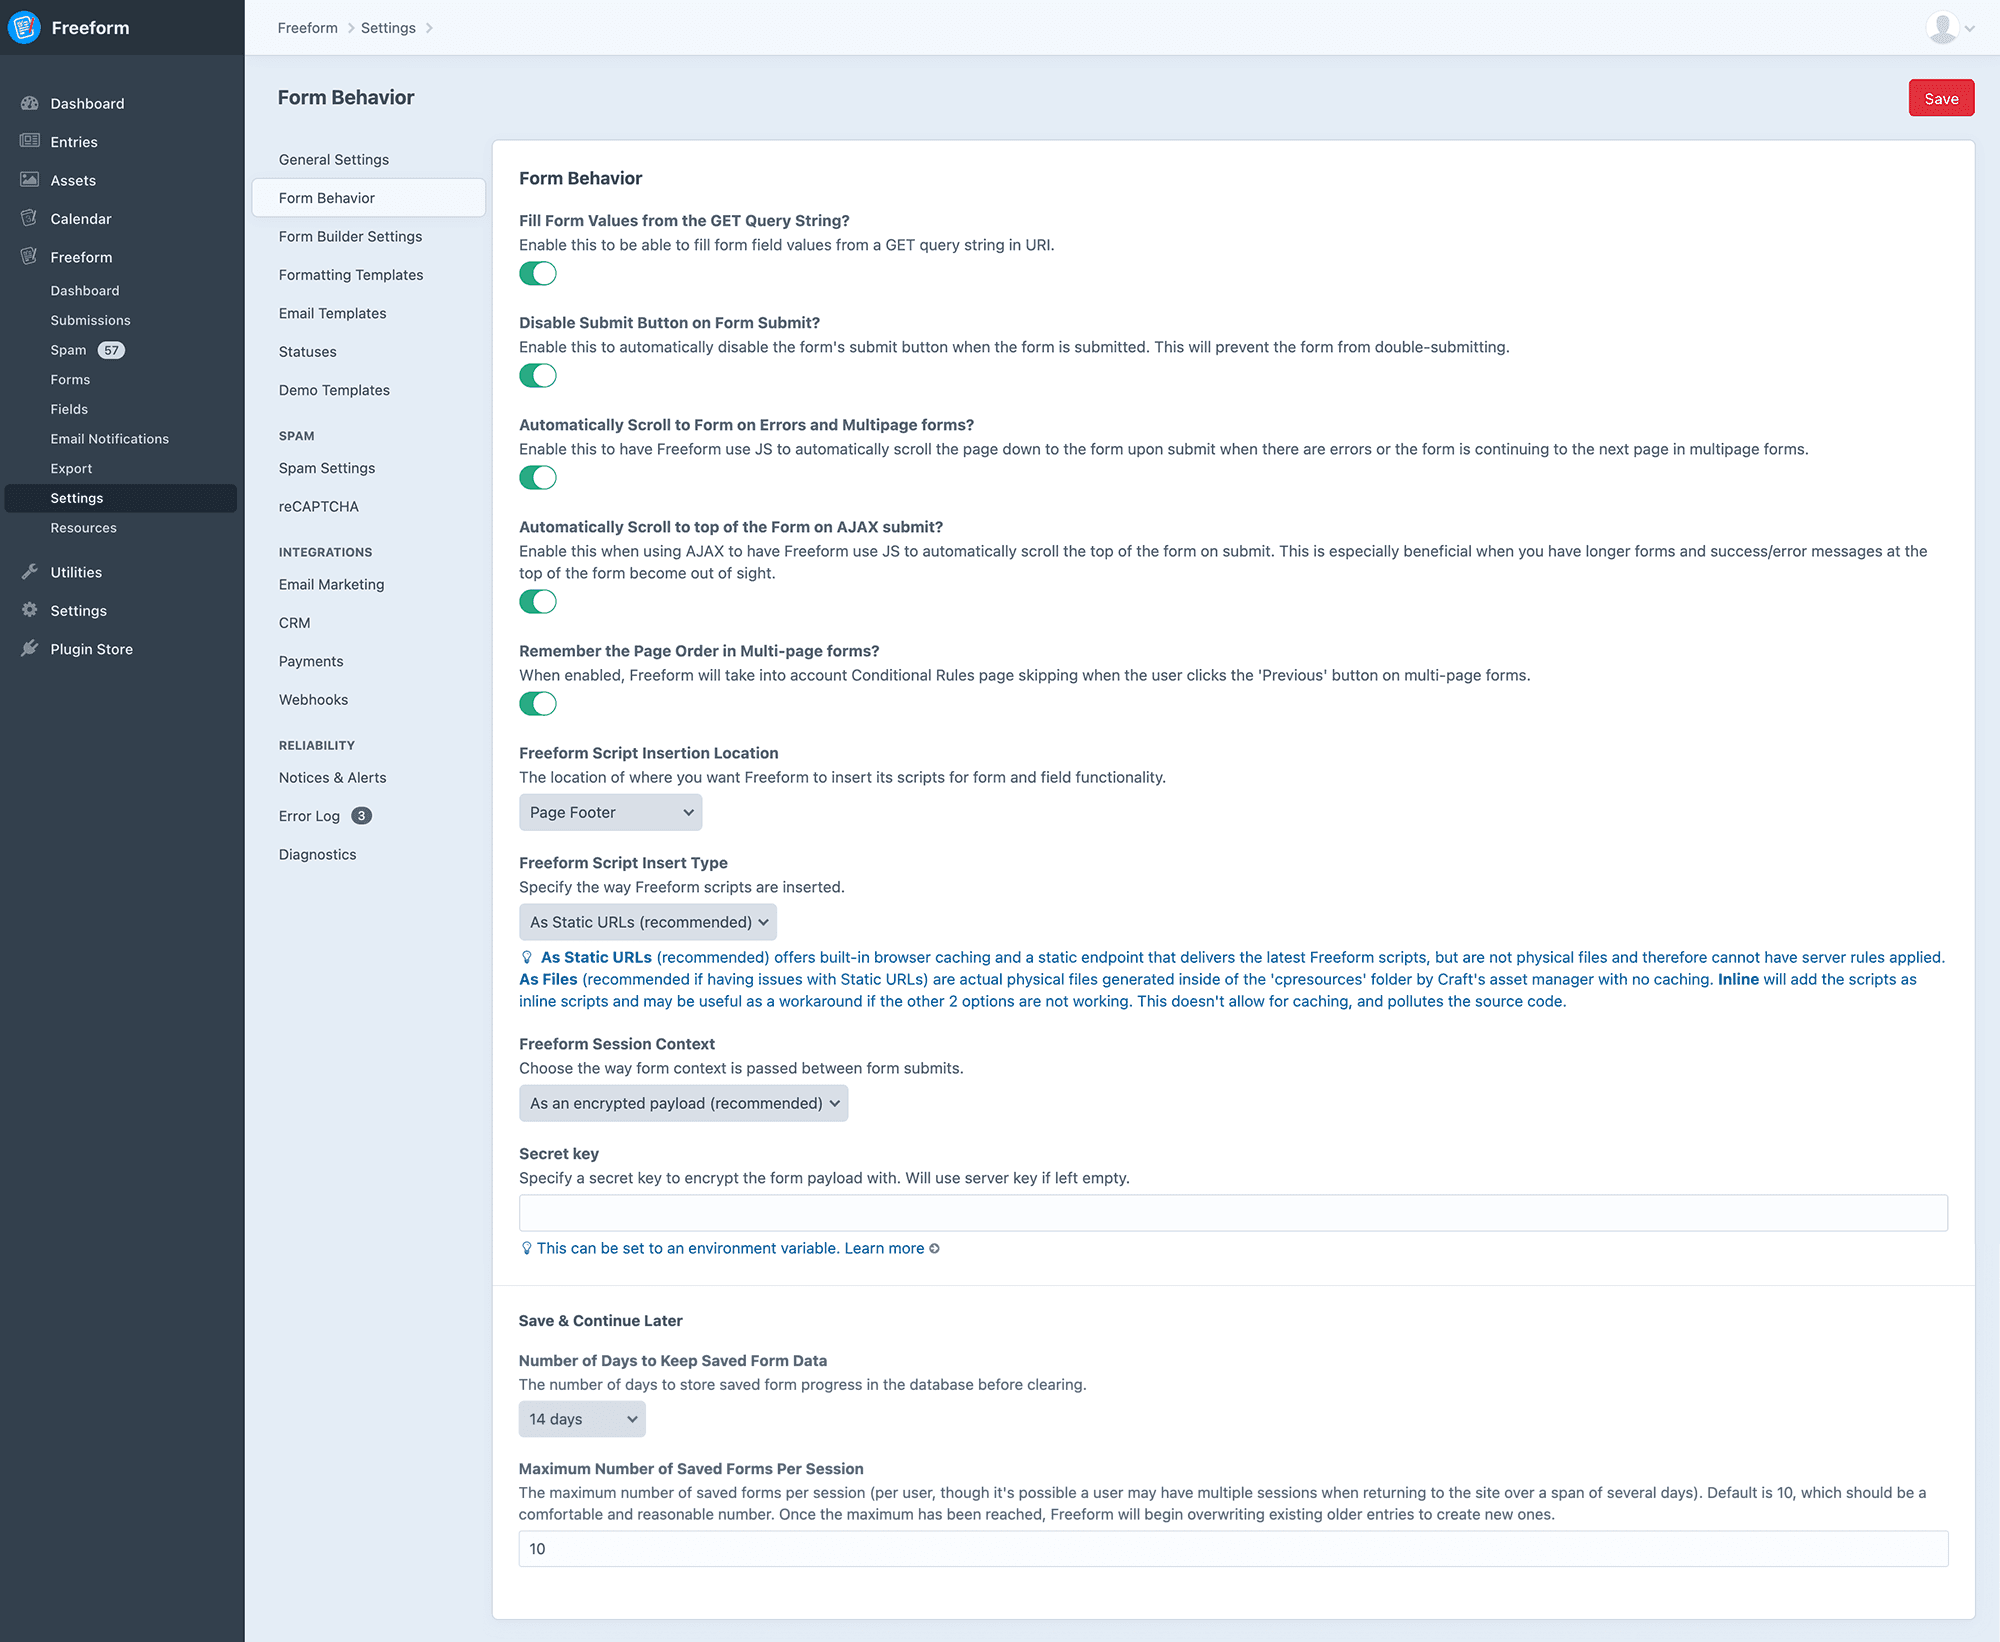 Freeform
Freeform
Settings
Dashboard
Entries
Assets
Calendar
Freeform
Dashboard
Submissions
Spam 57
Forms
Fields
Email Notifications
Export
Settings
Resources
Utilities
Settings
Plugin Store
Form Behavior
Save
General Settings
Form Behavior
Form Builder Settings
Formatting Templates
Email Templates
Statuses
Demo Templates
SPAM
Spam Settings
reCAPTCHA
INTEGRATIONS
Email Marketing
CRM
Payments
Webhooks
RELIABILITY
Notices & Alerts
Error Log 3
Diagnostics
Form Behavior
Fill Form Values from the GET Query String?
Enable this to be able to fill form field values from a GET query string in URI.
Disable Submit Button on Form Submit?
Enable this to automatically disable the form's submit button when the form is submitted. This will prevent the form from double-submitting.
Automatically Scroll to Form on Errors and Multipage forms?
Enable this to have Freeform use JS to automatically scroll the page down to the form upon submit when there are errors or the form is continuing to the next page in multipage forms.
Automatically Scroll to top of the Form on AJAX submit?
Enable this when using AJAX to have Freeform use JS to automatically scroll the top of the form on submit. This is especially beneficial when you have longer forms and success/error messages at the
top of the form become out of sight.
Remember the Page Order in Multi-page forms?
When enabled, Freeform will take into account Conditional Rules page skipping when the user clicks the 'Previous' button on multi-page forms.
Freeform Script Insertion Location
The location of where you want Freeform to insert its scripts for form and field functionality.
Page Footer
Freeform Script Insert Type
Specify the way Freeform scripts are inserted.
As Static URLs (recommended)
As Static URLs (recommended) offers built-in browser caching and a static endpoint that delivers the latest Freeform scripts, but are not physical files and therefore cannot have server rules applied.
As Files (recommended if having issues with Static URLs) are actual physical files generated inside of the 'cpresources' folder by Craft's asset manager with no caching. Inline will add the scripts as
inline scripts and may be useful as a workaround if the other 2 options are not working. This doesn't allow for caching, and pollutes the source code.
Freeform Session Context
Choose the way form context is passed between form submits.
As an encrypted payload (recommended)
Secret key
Specify a secret key to encrypt the form payload with. Will use server key if left empty.
This can be set to an environment variable. Learn more
Save & Continue Later
Number of Days to Keep Saved Form Data
The number of days to store saved form progress in the database before clearing.
14 days
Maximum Number of Saved Forms Per Session
The maximum number of saved forms per session (per user, though it's possible a user may have multiple sessions when returning to the site over a span of several days). Default is 10, which should be a
comfortable and reasonable number. Once the maximum has been reached, Freeform will begin overwriting existing older entries to create new ones.
10